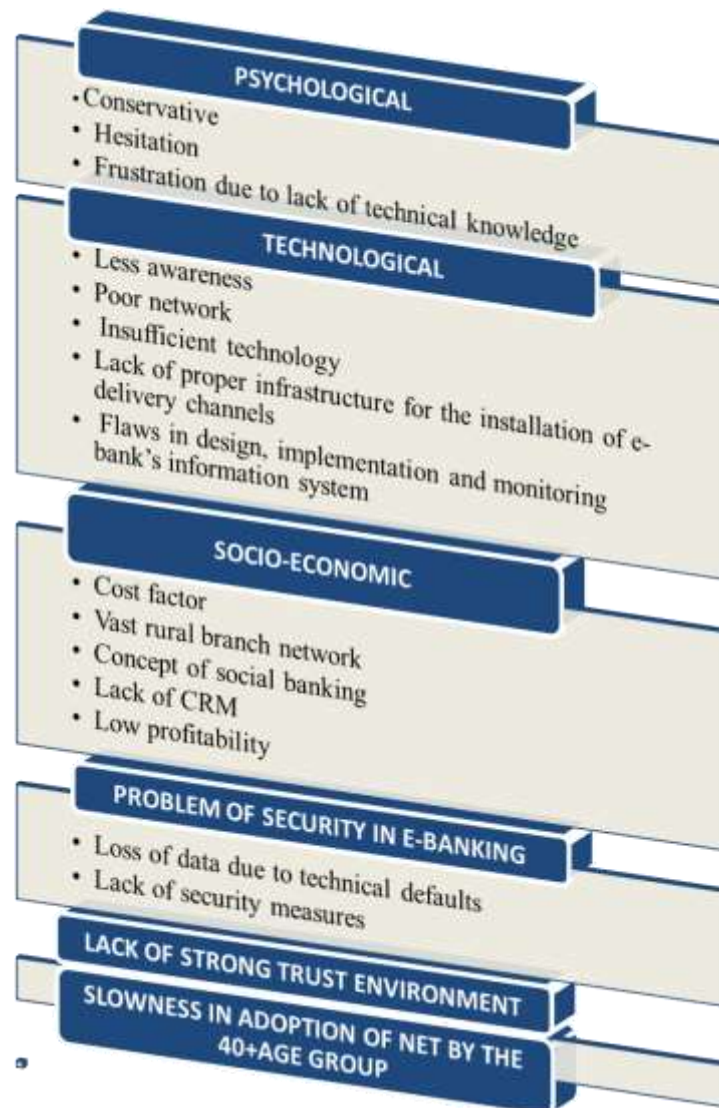 PSYCHOLOGICAL
•Conservative
• Hesitation
• Frustration due to lack of technical knowledge
TECHNOLOGICAL
• Less awareness
• Poor network
• Insufficient technology
• Lack of proper infrastructure for the installation of e-
delivery channels
• Flaws in design, implementation and monitoring
bank's information system
SOCIO-ECONOMIC
• Cost factor
• Vast rural branch network
• Concept of social banking
• Lack of CRM
• Low profitability
PROBLEM OF SECURITY IN E-BANKING
• Loss of data due to technical defaults
• Lack of security measures
LACK OF STRONG TRUST ENVIRONMENT
SLOWNESS IN ADOPTION OF NET BY THE
40+AGE GROUP